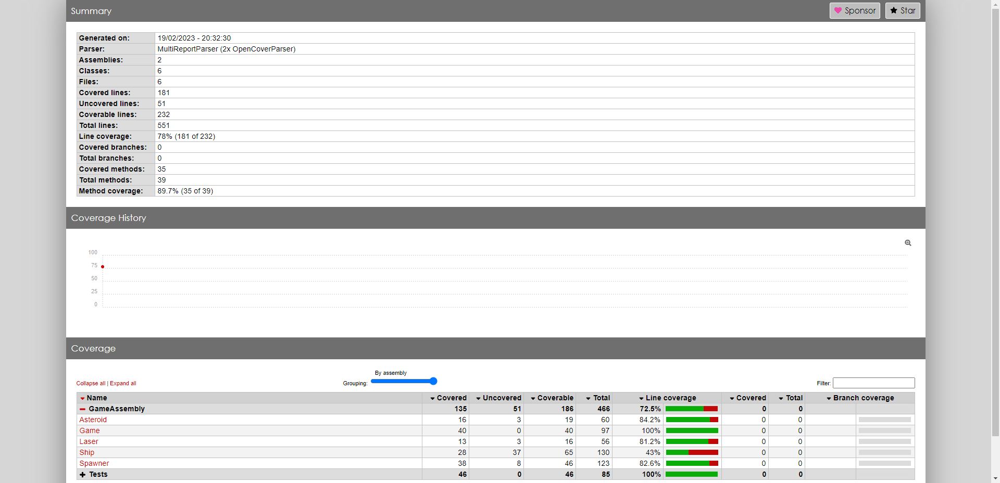 Summary
Sponsor Star
Generated on: 19/02/2023 - 20:32:30
Parser: MultiReportParser (2x OpenCoverParser)
Assemblies: 2
Classes: 6
Files: 6
Covered lines: 181
Uncovered lines: 51
Coverable lines: 232
Total lines: 551
Line coverage: 78% (181 of 232)
Covered branches: 0
Total branches: 0
Covered methods: 35
Total methods: 39
Method coverage: 89.7% (35 of 39)
Coverage History
100
75
50
25
0
Coverage
By assembly
Collapse all | Expand all Grouping: Filter:
Name Covered Uncovered Coverable Total Line coverage Covered Total Branch coverage
GameAssembly 135 51 186 466 72.5% 0 0
Asteroid 16 3 19 60 84.2% 0 0
Game 40 0 40 97 100% 0 0
Laser 13 3 16 56 81.2% 0 0
Ship 28 37 65 130 43% 0 0
Spawner 38 8 46 123 82.6% 0 0
Tests 46 0 46 85 100% 0 0